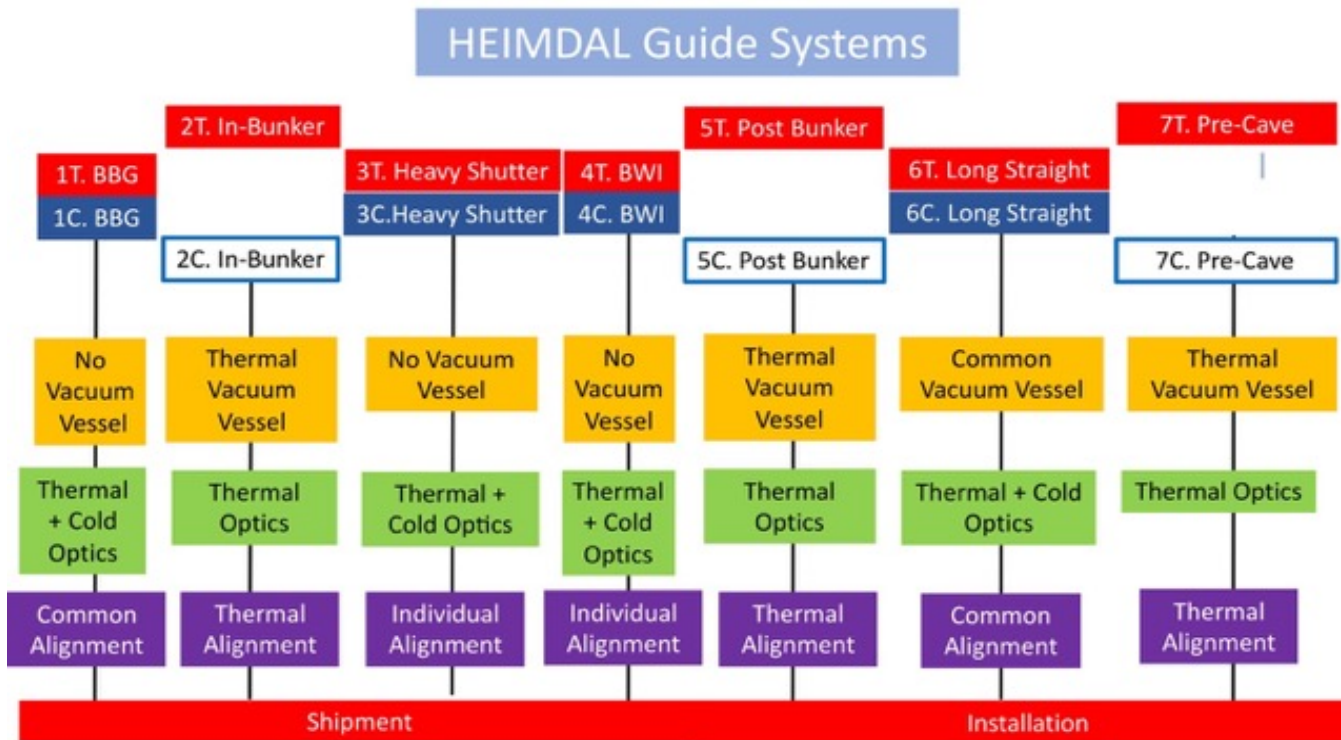 HEIMDAL Guide Systems
2T. In-Bunker
5T. Post Bunker
7T. Pre-Cave
1T. BBG
3T. Heavy Shutter
4T. BWI
6T. Long Straight
1C. BBG
3C.Heavy Shutter
4C. BWI
6C. Long Straight
2C. In-Bunker
5C. Post Bunker
7C. Pre-Cave
No
Vacuum
Vessel
Thermal
Vacuum
Vessel
No Vacuum
Vessel
No
Vacuum
Vessel
Thermal
Vacuum
Vessel
Common
Vacuum Vessel
Thermal
Vacuum Vessel
Thermal
+ Cold
Optics
Thermal
Optics
Thermal +
Cold Optics
Thermal
+ Cold
Optics
Thermal
Optics
Thermal + Cold
Optics
Thermal Optics
Common
Alignment
Thermal
Alignment
Individual
Alignment
Individual
Alignment
Thermal
Alignment
Common
Alignment
Thermal
Alignment
Shipment
Installation